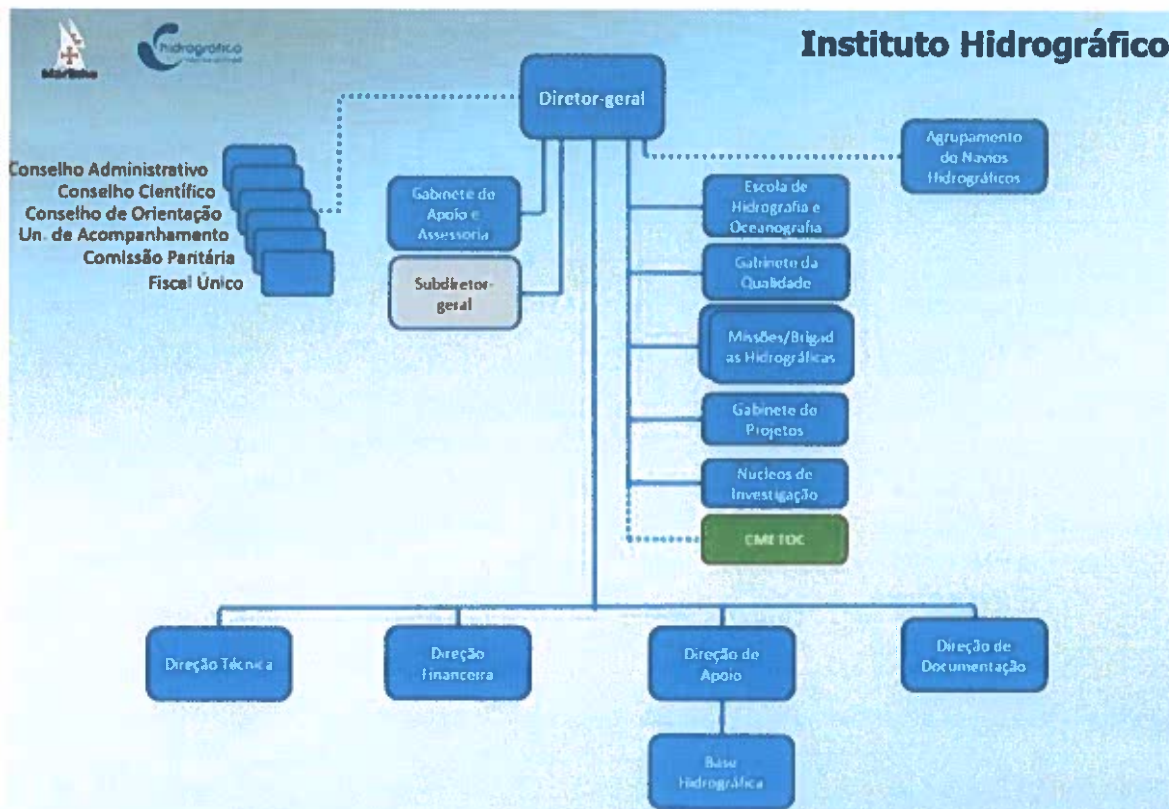 Marinha
hidrográfico
Instituto Hidrográfico
Diretor-geral
Agrupamento
de Navios
Hidrográficos
Conselho Administrativo
Conselho Científico
Conselho de Orientação
Un. de Acompanhamento
Comissão Paritária
Fiscal Único
Gabinete de
Apoio e
Assessoria
Subdiretor-
geral
Escola de
Hidrografia e
Oceanografia
Gabinete da
Qualidade
Missões/Brigad
as Hidrográficas
Gabinete de
Projetos
Núcleos de
Investigação
CMETOC
Direção Técnica
Direção
Financeira
Direção de
Apoio
Direção de
Documentação
Base
Hidrográfica